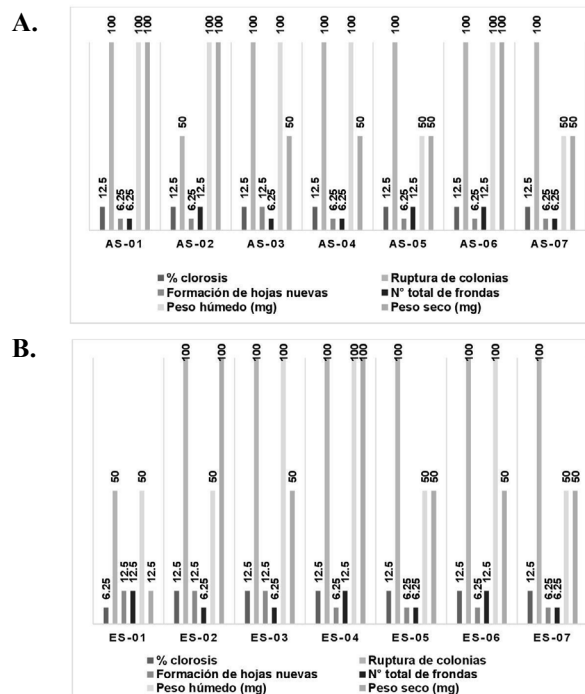 A.
12.5 100 6.25 6.25 100 100
12.5 50 6.25 12.5 100 100
12.5 100 12.5 6.25 100 50
12.5 100 6.25 6.25 100 50
12.5 100 6.25 12.5 50 50
12.5 100 6.25 12.5 100 100
12.5 100 6.25 6.25 50 50
AS-01 AS-02 AS-03 AS-04 AS-05 AS-06 AS-07
% clorosis Ruptura de colonias
Formación de hojas nuevas N° total de frondas
Peso húmedo (mg) Peso seco (mg)
B.
6.25 50 12.5 12.5 50 12.5
12.5 100 12.5 6.25 50 100
12.5 100 12.5 6.25 100 50
12.5 100 6.25 12.5 100 100
12.5 100 6.25 6.25 50 50
12.5 100 6.25 12.5 100 50
12.5 100 6.25 6.25 50 50
ES-01 ES-02 ES-03 ES-04 ES-05 ES-06 ES-07
% clorosis Ruptura de colonias
Formación de hojas nuevas N° total de frondas
Peso húmedo (mg) Peso seco (mg)